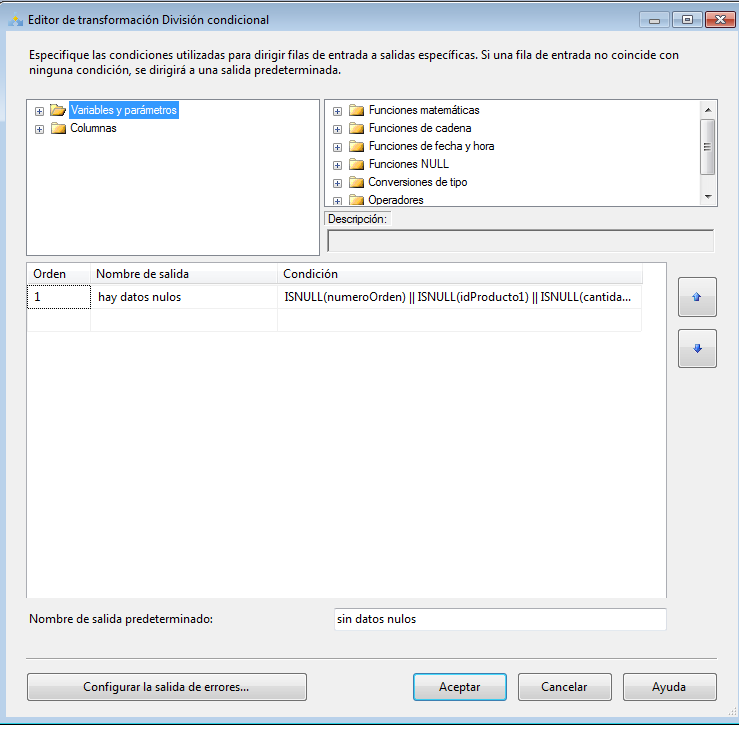 Editor de transformación División condicional
Especifique las condiciones utilizadas para dirigir filas de entrada a salidas específicas. Si una fila de entrada no coincide con
ninguna condición, se dirigirá a una salida predeterminada.
Variables y parámetros
Columnas
Funciones matemáticas
Funciones de cadena
Funciones de fecha y hora
Funciones NULL
Conversiones de tipo
Operadores
Descripción:
Orden Nombre de salida Condición
1 hay datos nulos ISNULL(numeroOrden) || ISNULL(idProducto1) || ISNULL(cantida...
Nombre de salida predeterminado: sin datos nulos
Configurar la salida de errores... Aceptar Cancelar Ayuda